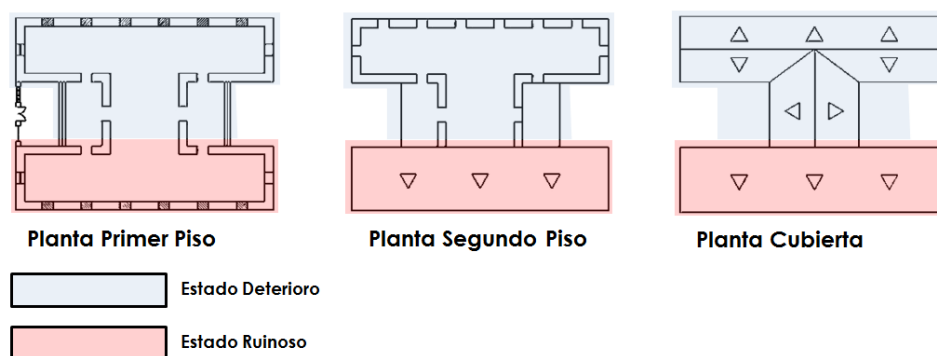 Planta Primer Piso
Planta Segundo Piso
Planta Cubierta
Estado Deterioro
Estado Ruinoso